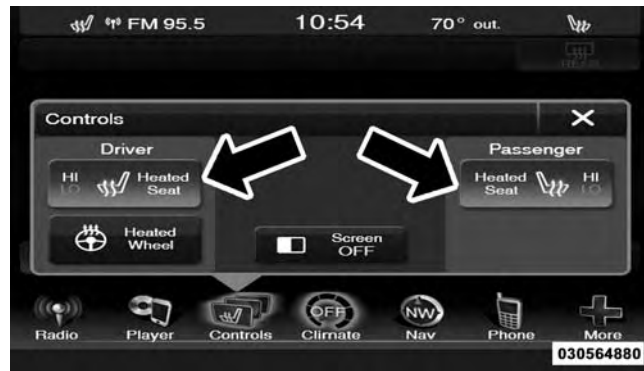 FM 95.5 10:54 70° out.
Controls
Driver Passenger
HI LO Heated Seat Heated Seat HI LO
Heated Wheel Screen OFF
OFF NW
Radio Player Controls Climate Nav Phone More
030564880